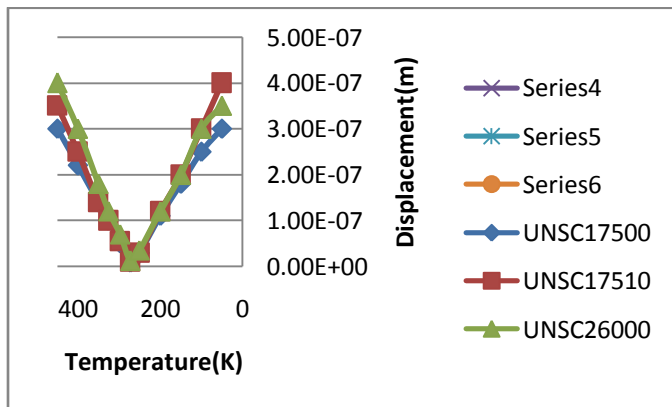 5.00E-07
4.00E-07
3.00E-07
2.00E-07
1.00E-07
0.00E+00
Displacement(m)
400 200 0
Temperature(K)
Series4
Series5
Series6
UNSC17500
UNSC17510
UNSC26000